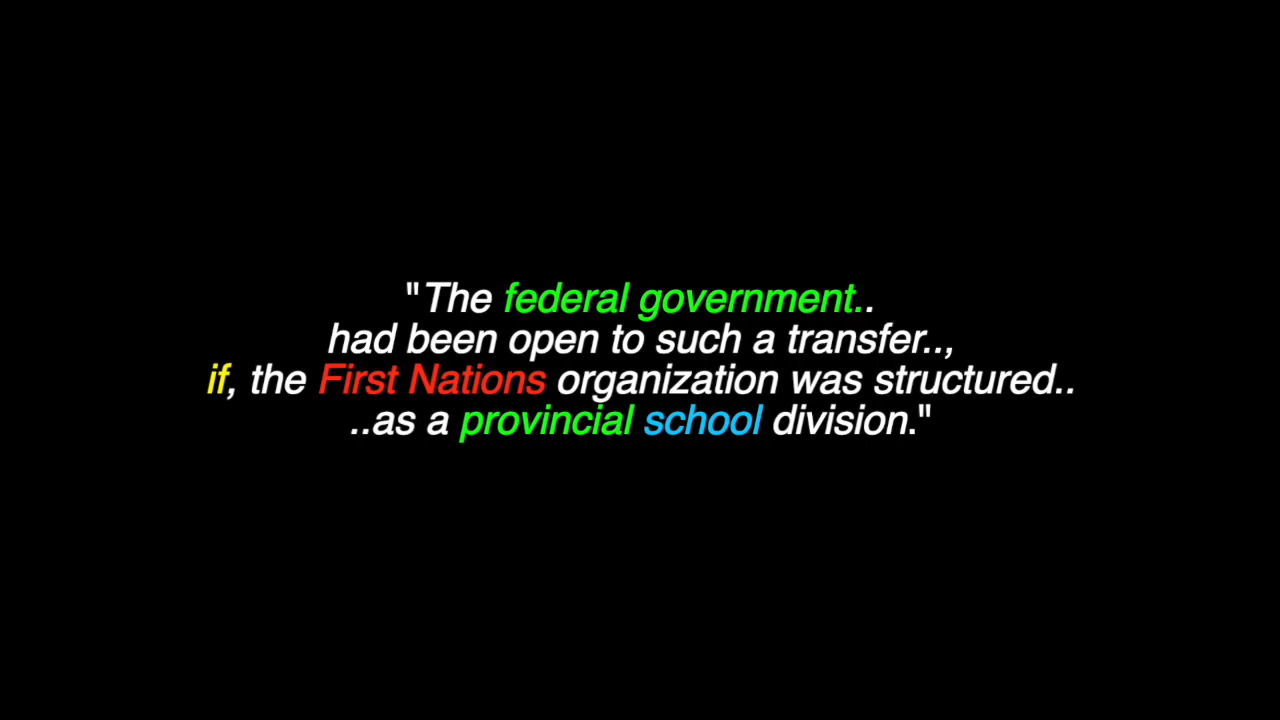 "The federal government..
had been open to such a transfer..,
if, the First Nations organization was structured..
..as a provincial school division."